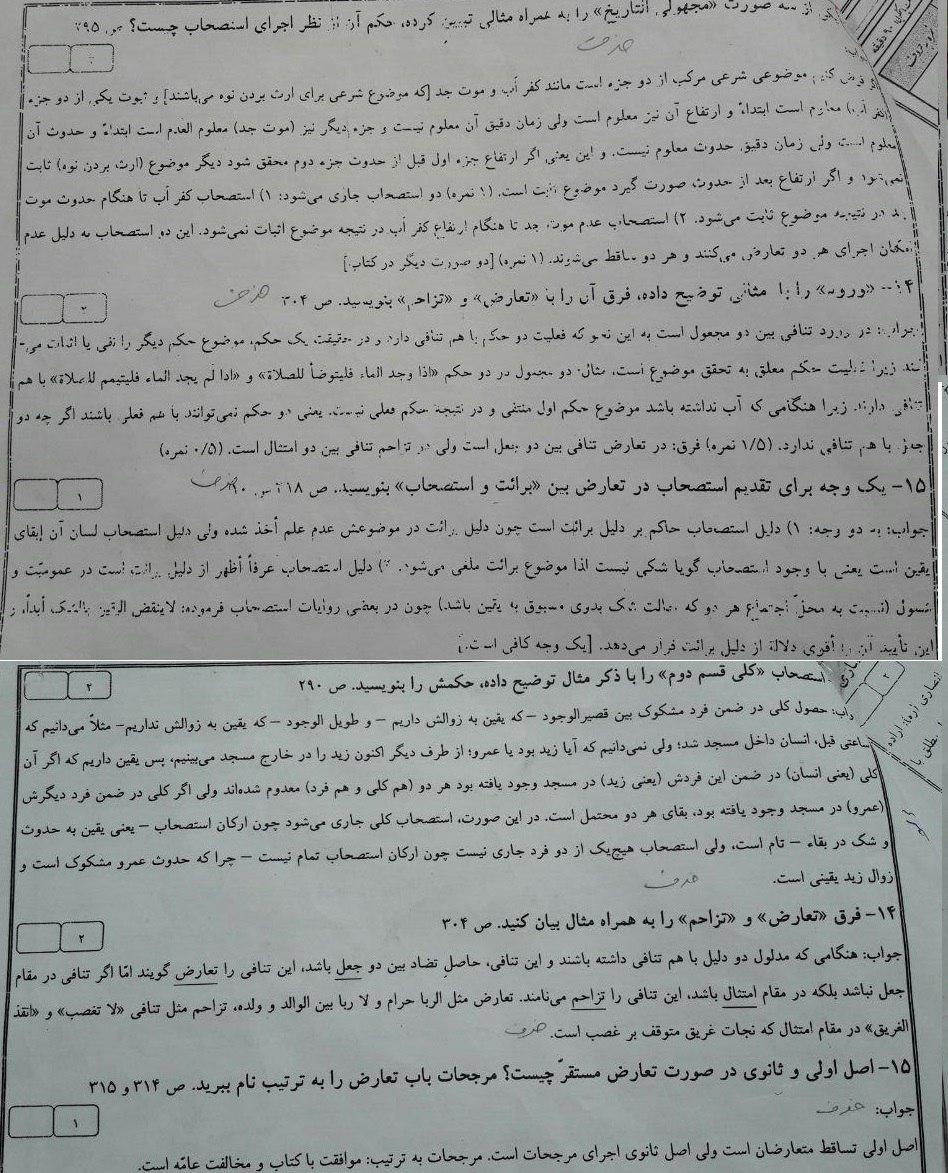 از سه صورت «مجهولی التاریخ» را به همراه مثالی تبیین کرده، حکم آن از نظر اجرای استصحاب چیست؟ ص ۲۹۵
حذف
فرض کنیم موضوعی شرعی مرکب از دو جزء است مانند کفر أب و موت جد [که موضوع شرعی برای ارث بردن نوه می‌باشند] و ثبوت یکی از دو جزء
معلوم است ابتداءً و ارتفاع آن نیز معلوم است ولی زمان دقیق آن معلوم نیست و جزء دیگر نیز (موت جد) معلوم العدم است ابتداءً و حدوث آن
معلوم است ولی زمان دقیق حدوث معلوم نیست. و این یعنی اگر ارتفاع جزء اول قبل از حدوث جزء دوم محقق شود دیگر موضوع (ارث بردن نوه) ثابت
نمی‌شود و اگر ارتفاع بعد از حدوث صورت گیرد موضوع ثابت است. (۱ نمره) دو استصحاب جاری می‌شود: ۱) استصحاب کفر أب تا هنگام حدوث موت
جد در نتیجه موضوع ثابت می‌شود. ۲) استصحاب عدم موت جد تا هنگام ارتفاع کفر أب در نتیجه موضوع اثبات نمی‌شود. این دو استصحاب به دلیل عدم
امکان اجرای هر دو تعارض می‌کنند و هر دو ساقط می‌شوند. (۱ نمره) [دو صورت دیگر در کتاب]
۱۴- «ورود» را با مثالی توضیح داده، فرق آن را با «تعارض» و «تزاحم» بنویسید. ص ۳۰۴ حذف
۲
جواب: در ورود تنافی بین دو مجعول است به این نحو که فعلیت دو حکم با هم تنافی دارد و در حقیقت یک حکم، موضوع حکم دیگر را نفی یا اثبات می-
کند زیرا فعلیت حکم معلق به تحقق موضوع است، مثال: دو مجعول در دو حکم «اذا وجد الماء فلیتوضأ للصلاة» و «اذا لم یجد الماء فلیتیمم للصلاة» با هم
تنافی دارند. زیرا هنگامی که آب نداشته باشد موضوع حکم اول منتفی و در نتیجه حکم فعلی نیست. یعنی دو حکم نمی‌توانند با هم فعلی باشند اگر چه دو
جعل با هم تنافی ندارد. (۱/۵ نمره) فرق: در تعارض تنافی بین دو جعل است ولی در تزاحم تنافی بین دو امتثال است. (۰/۵ نمره)
۱۵- یک وجه برای تقدیم استصحاب در تعارض بین «برائت و استصحاب» بنویسید. ص ۳۱۸ حذف
۱
جواب: به دو وجه: ۱) دلیل استصحاب حاکم بر دلیل برائت است چون دلیل برائت در موضوعش عدم علم أخذ شده ولی دلیل استصحاب لسان آن إبقای
یقین است یعنی با وجود استصحاب گویا شکی نیست لذا موضوع برائت ملغی می‌شود. ۲) دلیل استصحاب عرفاً أظهر از دلیل برائت است در عمومیّت و
شمول (نسبت به محلّ اجتماع هر دو که حالت شک بدوی مسبوق به یقین باشد) چون در بعضی روایات استصحاب فرموده: لاینقض الیقین بالشک أبداً، و
این تأیید آن را أقوی دلالة از دلیل برائت قرار می‌دهد. [یک وجه کافی است.]
استصحاب «کلی قسم دوم» را با ذکر مثال توضیح داده، حکمش را بنویسید. ص ۲۹۰
۲
جواب: حصول کلی در ضمن فرد مشکوک بین قصیرالوجود –که یقین به زوالش داریم – و طویل الوجود –که یقین به زوالش نداریم– مثلاً می‌دانیم که
ساعتی قبل، انسان داخل مسجد شد؛ ولی نمی‌دانیم که آیا زید بود یا عمرو؛ از طرف دیگر اکنون زید را در خارج مسجد می‌بینیم، پس یقین داریم که اگر آن
کلی (یعنی انسان) در ضمن این فردش (یعنی زید) در مسجد وجود یافته بود هر دو (هم کلی و هم فرد) معدوم شده‌اند ولی اگر کلی در ضمن فرد دیگرش
(عمرو) در مسجد وجود یافته بود، بقای هر دو محتمل است. در این صورت، استصحاب کلی جاری می‌شود چون ارکان استصحاب – یعنی یقین به حدوث
و شک در بقاء – تام است، ولی استصحاب هیچ‌یک از دو فرد جاری نیست چون ارکان استصحاب تمام نیست – چرا که حدوث عمرو مشکوک است و
زوال زید یقینی است. حذف
۱۴- فرق «تعارض» و «تزاحم» را به همراه مثال بیان کنید. ص ۳۰۴
۲
جواب: هنگامی که مدلول دو دلیل با هم تنافی داشته باشند و این تنافی، حاصل تضاد بین دو جعل باشد، این تنافی را تعارض گویند امّا اگر تنافی در مقام
جعل نباشد بلکه در مقام امتثال باشد، این تنافی را تزاحم می‌نامند. تعارض مثل الربا حرام و لا ربا بین الوالد و ولده، تزاحم مثل تنافی «لا تغصب» و «انقذ
الغریق» در مقام امتثال که نجات غریق متوقف بر غصب است. حذف
۱۵- اصل اولی و ثانوی در صورت تعارض مستقرّ چیست؟ مرجحات باب تعارض را به ترتیب نام ببرید. ص ۳۱۴ و ۳۱۵
۱
جواب: حذف
اصل اولی تساقط متعارضان است ولی اصل ثانوی اجرای مرجحات است. مرجحات به ترتیب: موافقت با کتاب و مخالفت عامّه است.